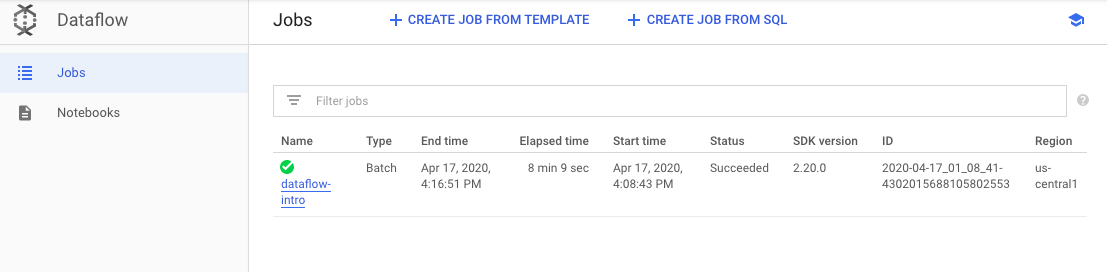 Dataflow
Jobs
CREATE JOB FROM TEMPLATE
CREATE JOB FROM SQL
Jobs
Notebooks
Filter jobs
Name Type End time Elapsed time Start time Status SDK version ID Region
dataflow- Batch Apr 17, 2020, 8 min 9 sec Apr 17, 2020, Succeeded 2.20.0 2020-04-17_01_08_41- us-
intro 4:16:51 PM 4:08:43 PM 4302015688105802553 central1